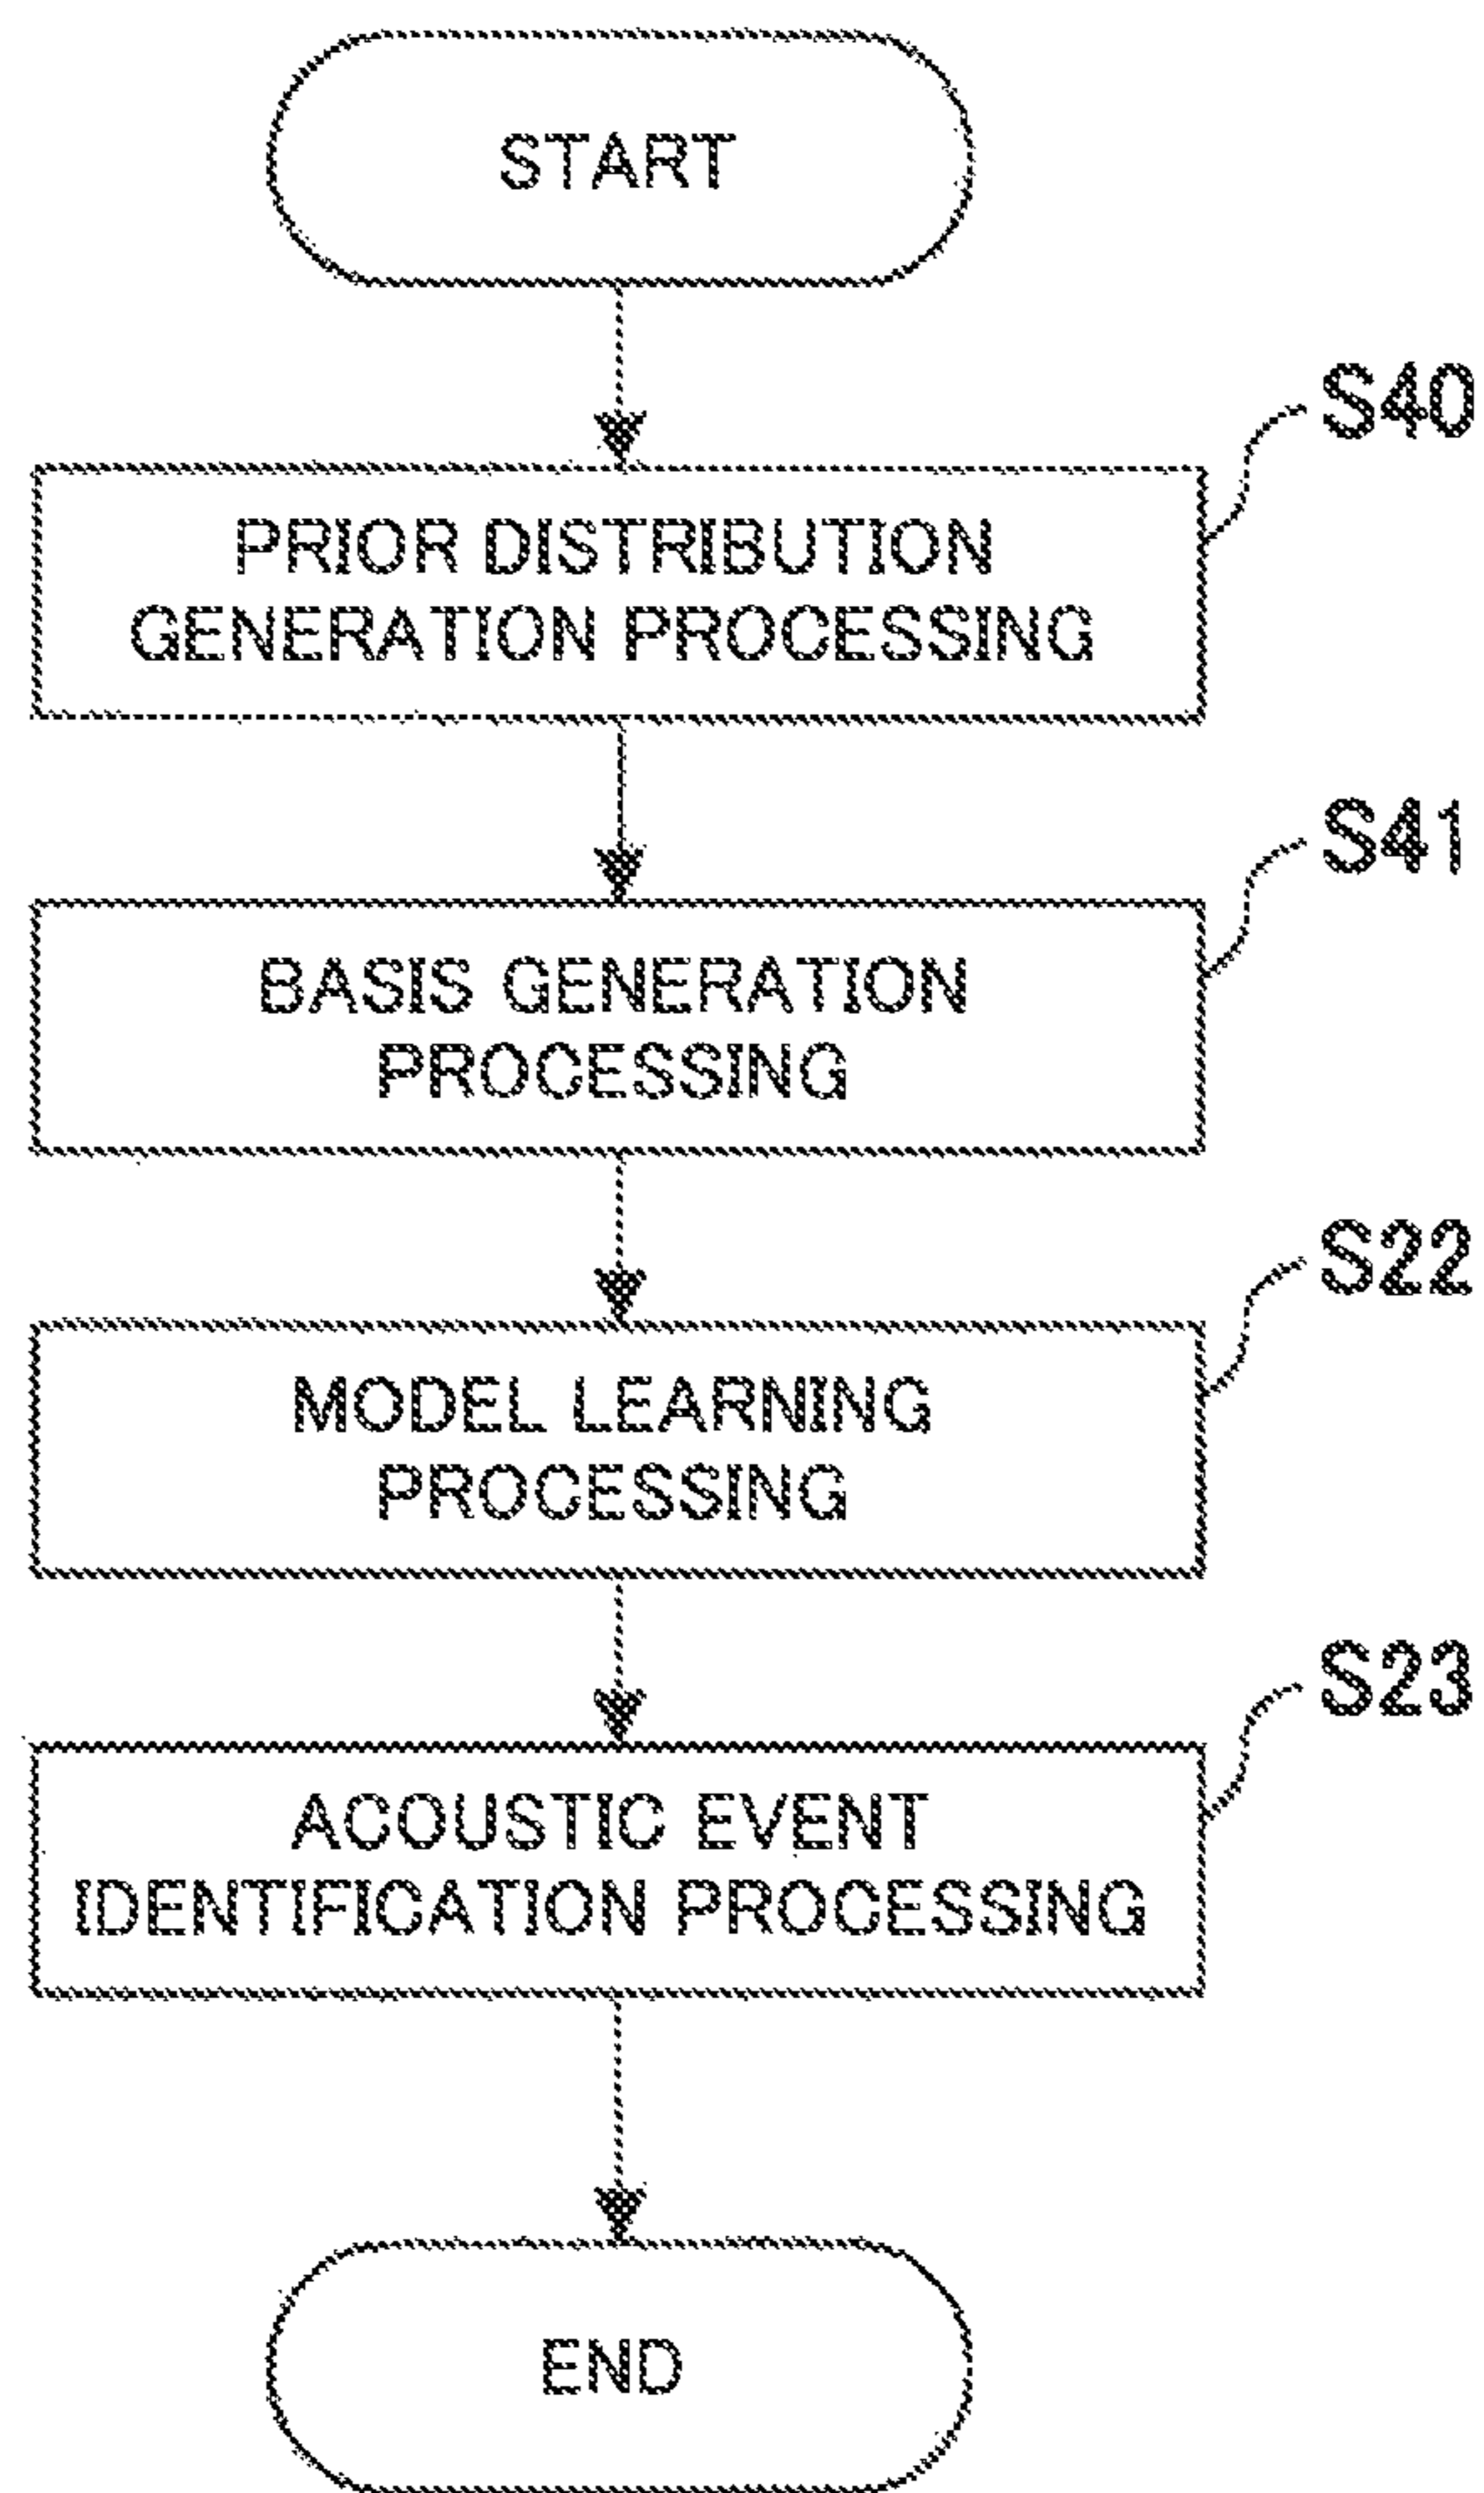 START
S40
PRIOR DISTRIBUTION
GENERATION PROCESSING
S41
BASIS GENERATION
PROCESSING
S22
MODEL LEARNING
PROCESSING
S23
ACOUSTIC EVENT
IDENTIFICATION PROCESSING
END